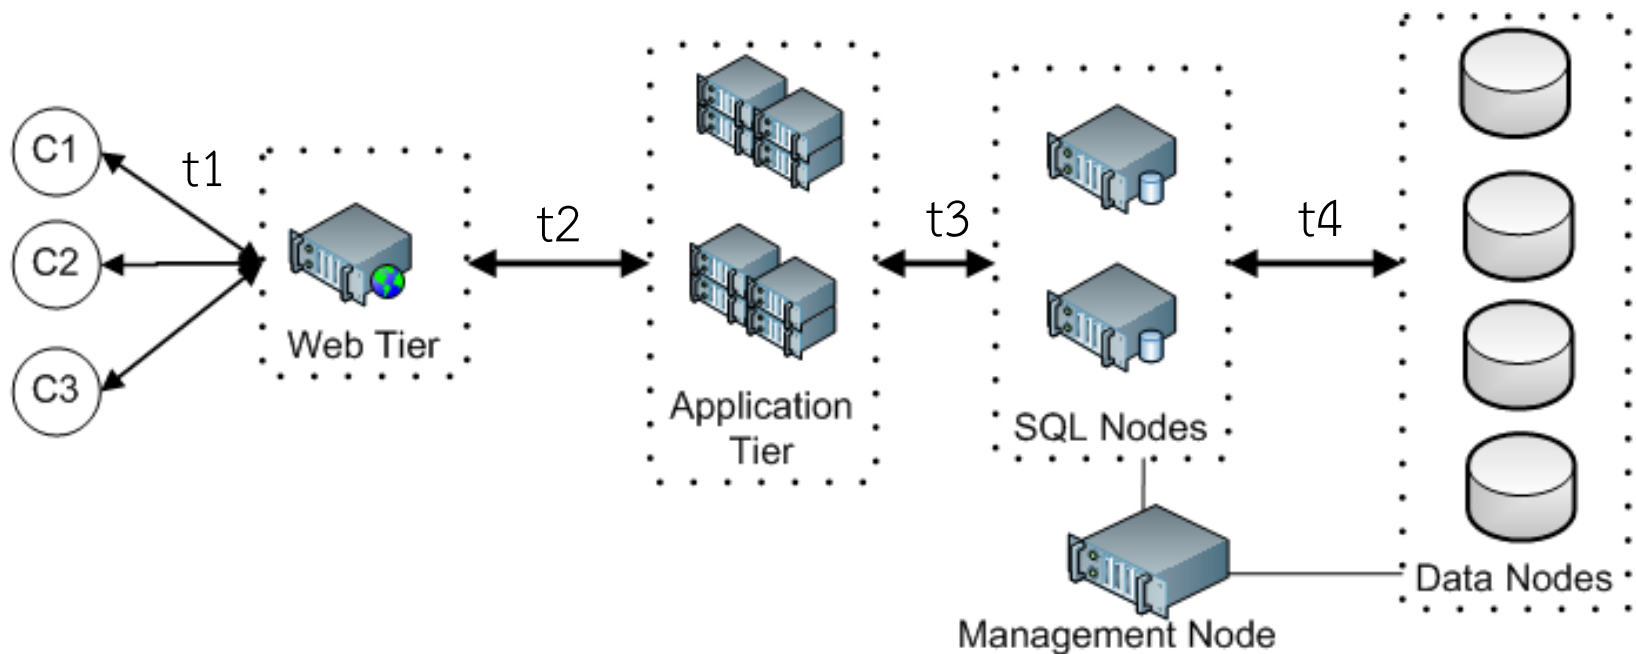 C1
t1
C2
C3
Web Tier
t2
Application
Tier
t3
SQL Nodes
t4
Data Nodes
Management Node